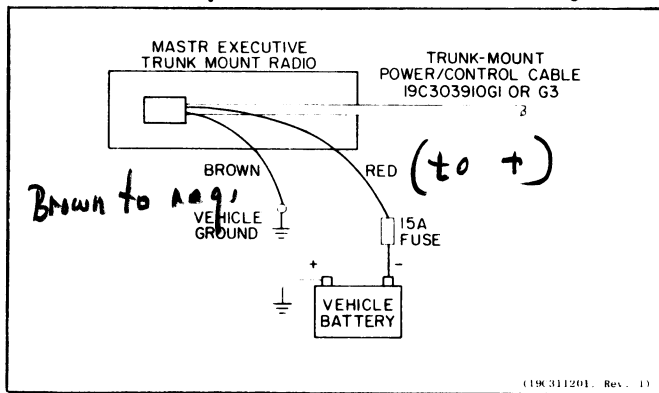 MASTR EXECUTIVE
TRUNK MOUNT RADIO
TRUNK-MOUNT
POWER/CONTROL CABLE
19C303910G1 OR G3
BROWN
RED
(to +)
Brown to neg.
VEHICLE
GROUND
15A
FUSE
+
-
VEHICLE
BATTERY
(19C311201, Rev. 1)